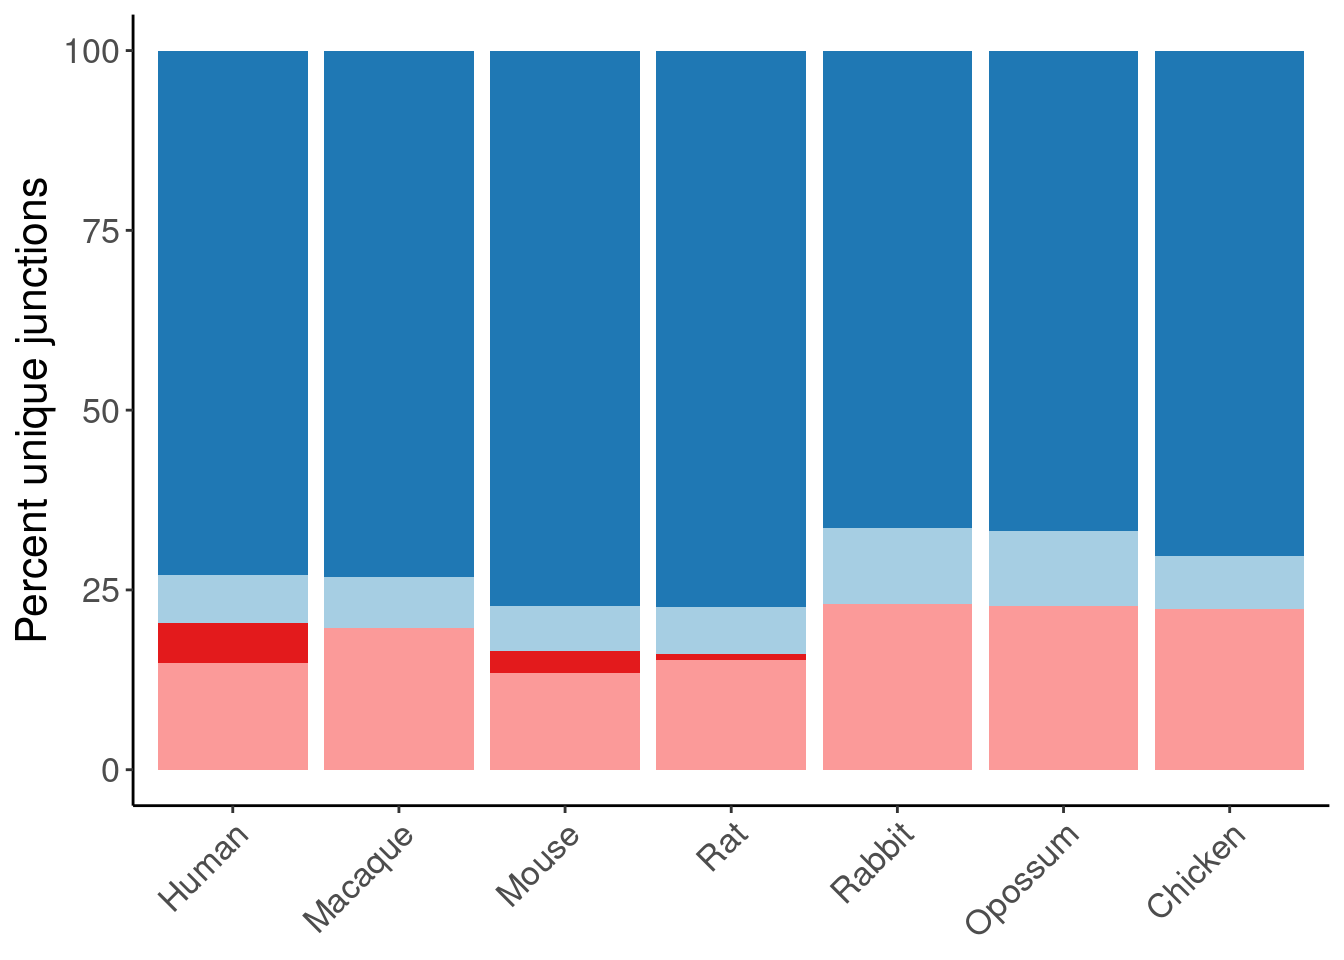 Percent unique junctions
100
75
50
25
0
Human
Macaque
Mouse
Rat
Rabbit
Opossum
Chicken